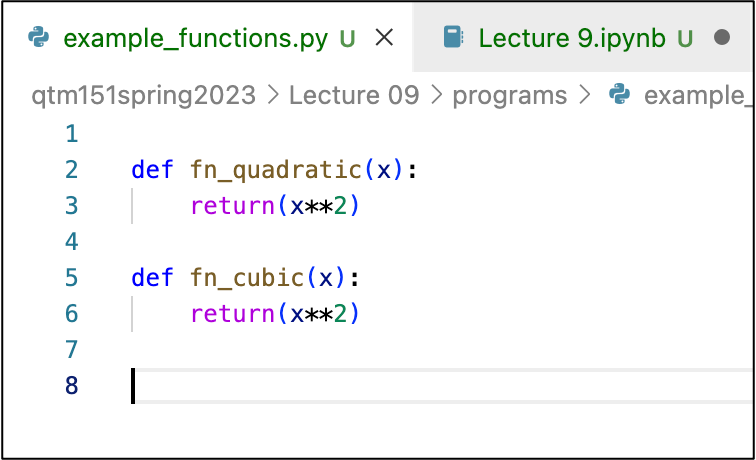 example_functions.py U × Lecture 9.ipynb U
qtm151spring2023 > Lecture 09 > programs > example_
1
2 def fn_quadratic(x):
3 return(x**2)
4
5 def fn_cubic(x):
6 return(x**2)
7
8